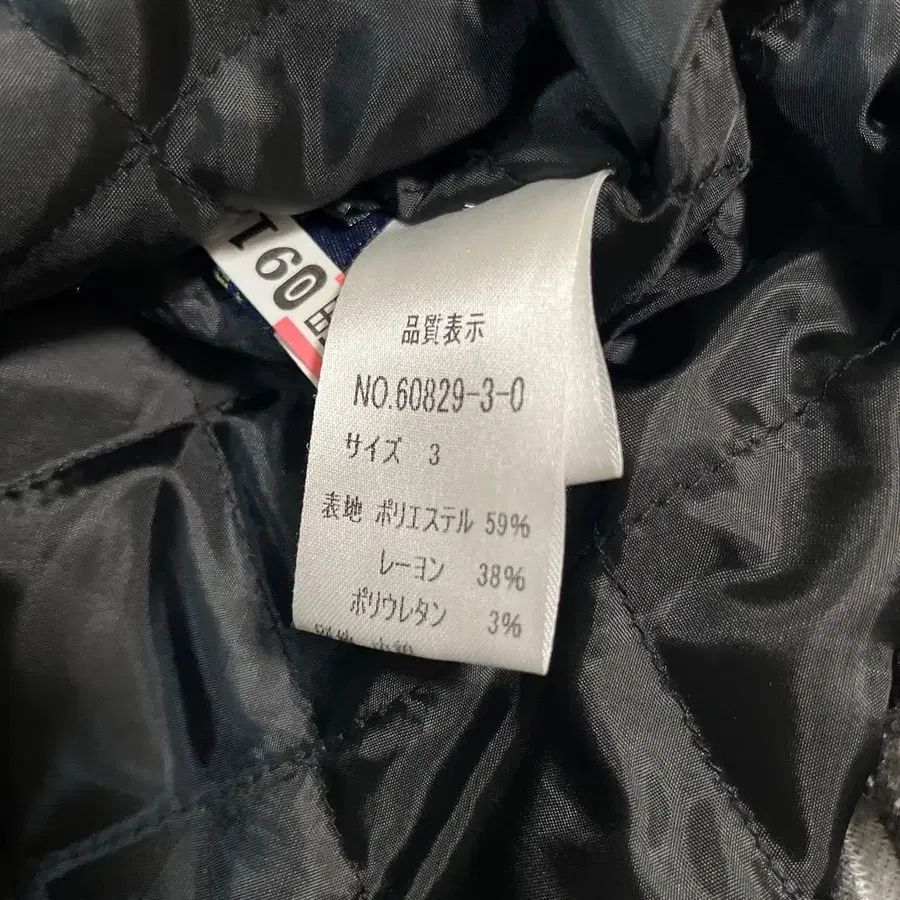 品質表示
NO.60829-3-0
サイズ 3
表地 ポリエステル 59%
レーヨン 38%
ポリウレタン 3%
I60